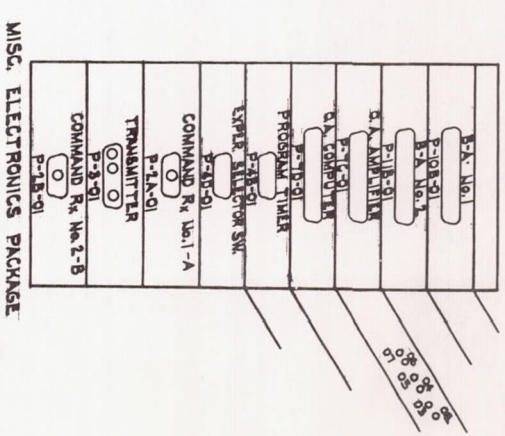 B-A No.1
P-10B-01
B-A No.2
P-1B-01
D.A. AMPLIFIER
P-7C-01
D.A. COMPUTER
P-7D-01
PROGRAM TIMER
P-4B-01
EXPER. SELECTOR SW.
P-4D-01
COMMAND Rx No.1-A
P-2A-01
TRANSMITTER
P-3-01
COMMAND Rx No.2-B
P-2B-01
MISC. ELECTRONICS PACKAGE